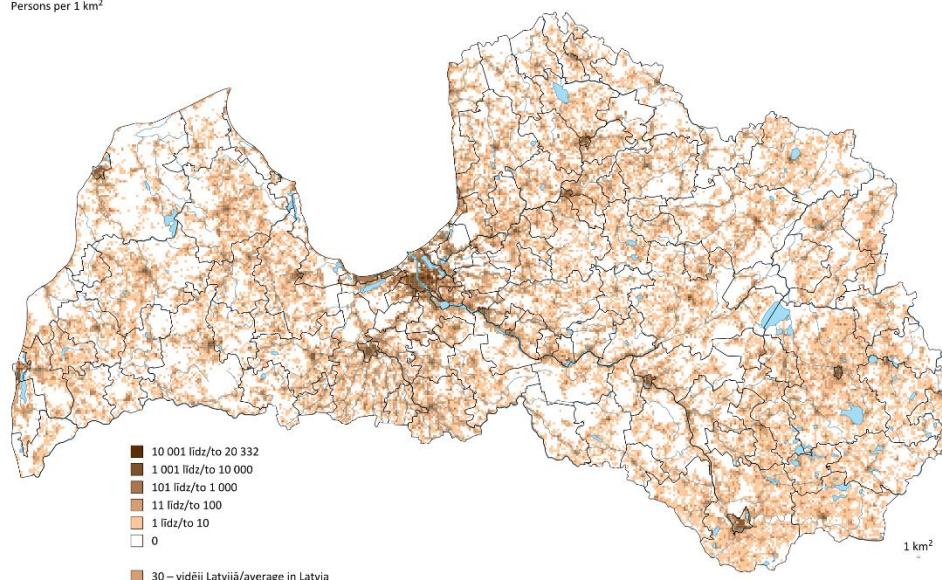 Persons per 1 km²
10 001 līdz/to 20 332
1 001 līdz/to 10 000
101 līdz/to 1 000
11 līdz/to 100
1 līdz/to 10
0
1 km²
30 – vidēji Latvijā/average in Latvia